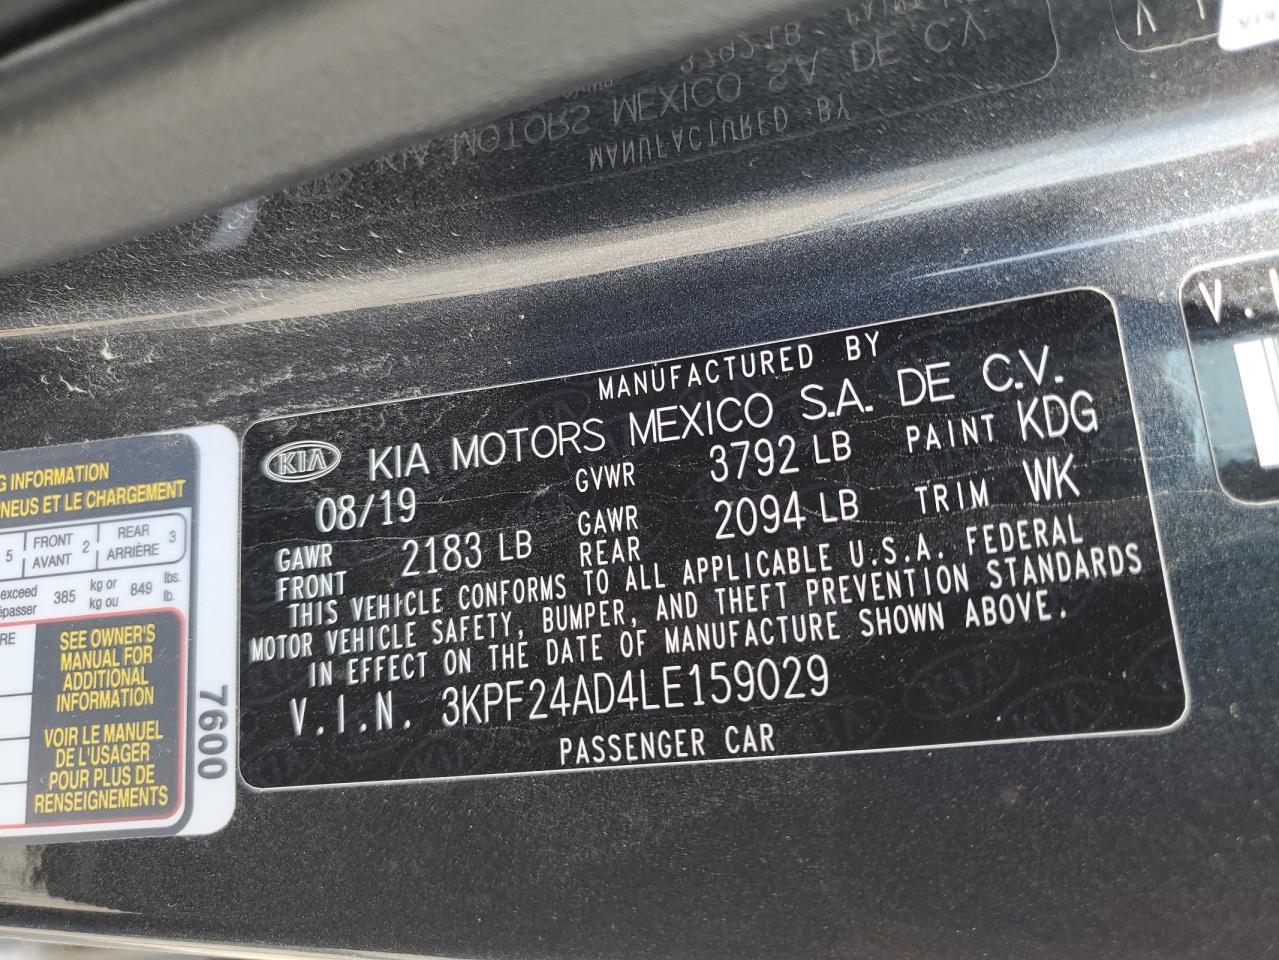 MANUFACTURED BY
KIA KIA MOTORS MEXICO S.A. DE C.V.
08/19 GVWR 3792 LB PAINT KDG
GAWR FRONT 2183 LB GAWR REAR 2094 LB TRIM WK
THIS VEHICLE CONFORMS TO ALL APPLICABLE U.S.A. FEDERAL
MOTOR VEHICLE SAFETY, BUMPER, AND THEFT PREVENTION STANDARDS
IN EFFECT ON THE DATE OF MANUFACTURE SHOWN ABOVE.
V.I.N. 3KPF24AD4LE159029
PASSENGER CAR
G INFORMATION
PNEUS ET LE CHARGEMENT
5 FRONT AVANT 2 REAR ARRIÈRE 3
exceed 385 kg or 849 lbs.
kg ou lb.
SEE OWNER'S
MANUAL FOR
ADDITIONAL
INFORMATION
VOIR LE MANUEL
DE L'USAGER
POUR PLUS DE
RENSEIGNEMENTS
7600
V.I
MANUFACTURED BY
KIA MOTORS MEXICO S.A. DE C.V